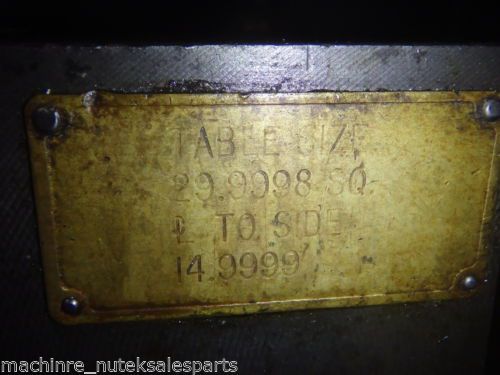 TABLE SIZE
29.9998 SQ.
℄ TO SIDE
14.9999
machinre_nuteksalesparts